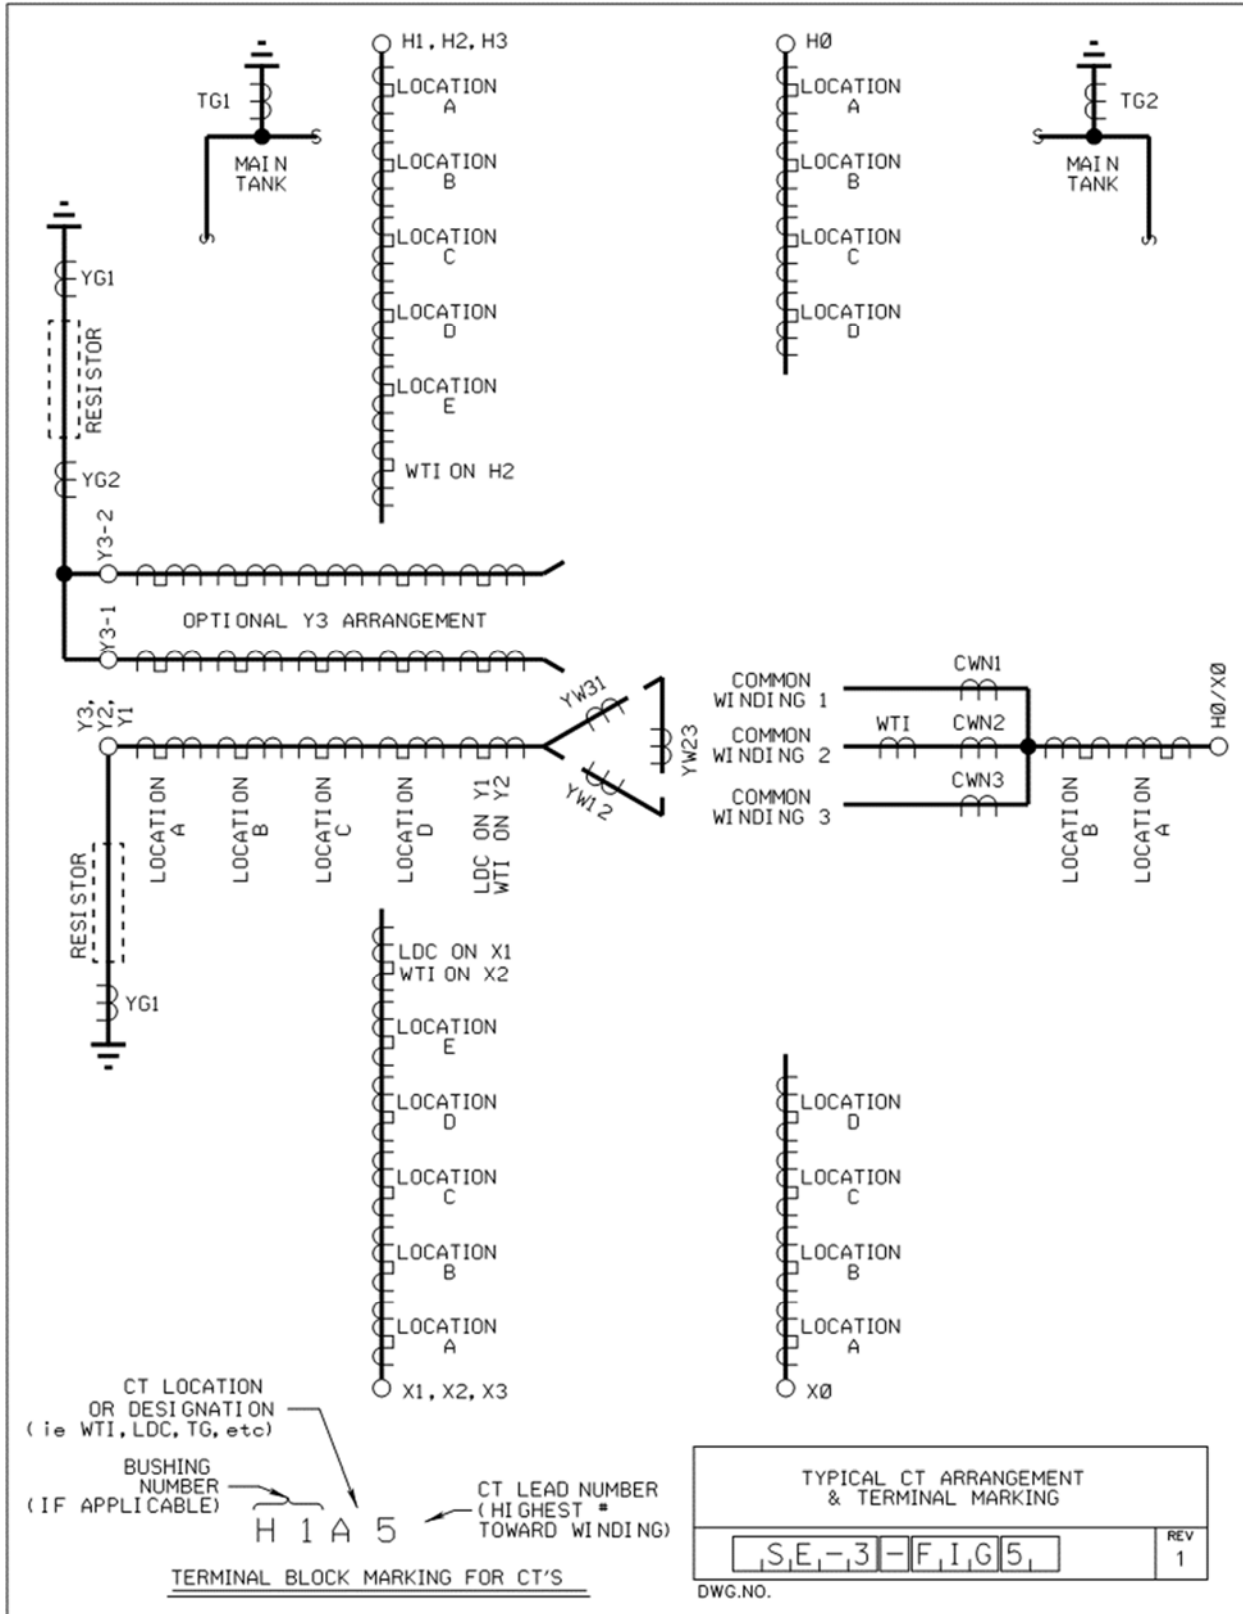 H1, H2, H3
LOCATION
A
LOCATION
B
LOCATION
C
LOCATION
D
LOCATION
E
WTI ON H2
HØ
LOCATION
A
LOCATION
B
LOCATION
C
LOCATION
D
TG1
MAIN
TANK
TG2
MAIN
TANK
YG1
RESISTOR
YG2
Y3-2
OPTIONAL Y3 ARRANGEMENT
Y3-1
Y3,
Y2,
Y1
LOCATION
A
LOCATION
B
LOCATION
C
LOCATION
D
LDC ON Y1
WTI ON Y2
YW31
YW23
YW12
RESISTOR
YG1
COMMON
WINDING 1
COMMON
WINDING 2
COMMON
WINDING 3
WTI
CWN1
CWN2
CWN3
LOCATION
B
LOCATION
A
HØ/XØ
LDC ON X1
WTI ON X2
LOCATION
E
LOCATION
D
LOCATION
C
LOCATION
B
LOCATION
A
X1, X2, X3
LOCATION
D
LOCATION
C
LOCATION
B
LOCATION
A
XØ
CT LOCATION
OR DESIGNATION
(ie WTI, LDC, TG, etc)
BUSHING
NUMBER
(IF APPLICABLE)
H 1 A 5
CT LEAD NUMBER
(HIGHEST #
TOWARD WINDING)
TERMINAL BLOCK MARKING FOR CT'S
TYPICAL CT ARRANGEMENT
& TERMINAL MARKING
SE-3-FIG5
REV
1
DWG.NO.